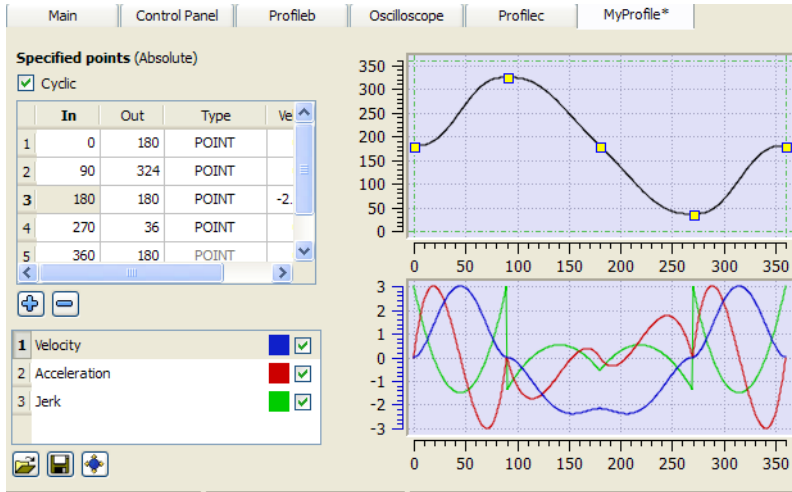 Main Control Panel Profileb Oscilloscope Profilec MyProfile*
Specified points (Absolute)
Cyclic
In Out Type Ve
1 0 180 POINT
2 90 324 POINT
3 180 180 POINT -2.
4 270 36 POINT
5 360 180 POINT
1 Velocity
2 Acceleration
3 Jerk
350
300
250
200
150
100
50
0
0 50 100 150 200 250 300 350
3
2
1
0
-1
-2
-3
0 50 100 150 200 250 300 350